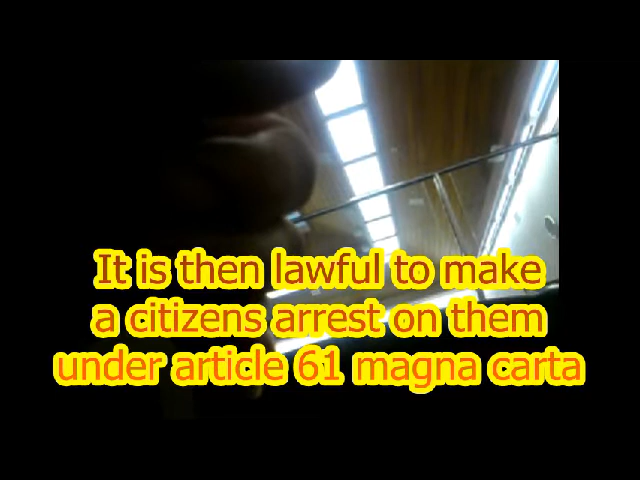 It is then lawful to make
a citizens arrest on them
under article 61 magna carta